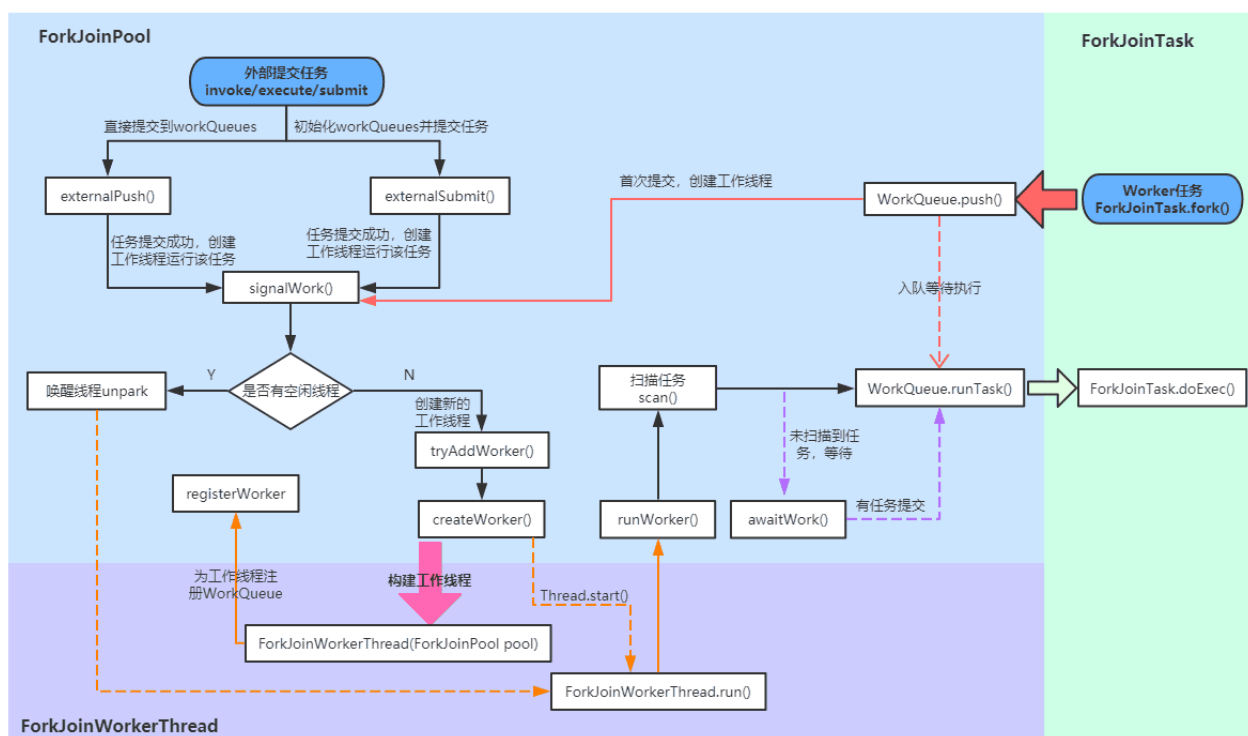 ForkJoinPool
ForkJoinTask
外部提交任务
invoke/execute/submit
直接提交到workQueues
初始化workQueues并提交任务
externalPush()
externalSubmit()
首次提交，创建工作线程
WorkQueue.push()
Worker任务
ForkJoinTask.fork()
任务提交成功，创建
工作线程运行该任务
任务提交成功，创建
工作线程运行该任务
signalWork()
入队等待执行
唤醒线程unpark
Y
是否有空闲线程
N
创建新的
工作线程
扫描任务
scan()
WorkQueue.runTask()
ForkJoinTask.doExec()
tryAddWorker()
未扫描到任
务，等待
registerWorker
createWorker()
runWorker()
awaitWork()
有任务提交
为工作线程注
册WorkQueue
构建工作线程
Thread.start()
ForkJoinWorkerThread(ForkJoinPool pool)
ForkJoinWorkerThread.run()
ForkJoinWorkerThread